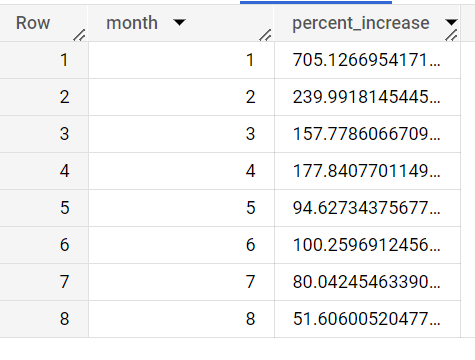 Row month percent_increase
1 1 705.1266954171...
2 2 239.9918145445...
3 3 157.7786066709...
4 4 177.8407701149...
5 5 94.62734375677...
6 6 100.2596912456...
7 7 80.04245463390...
8 8 51.60600520477...